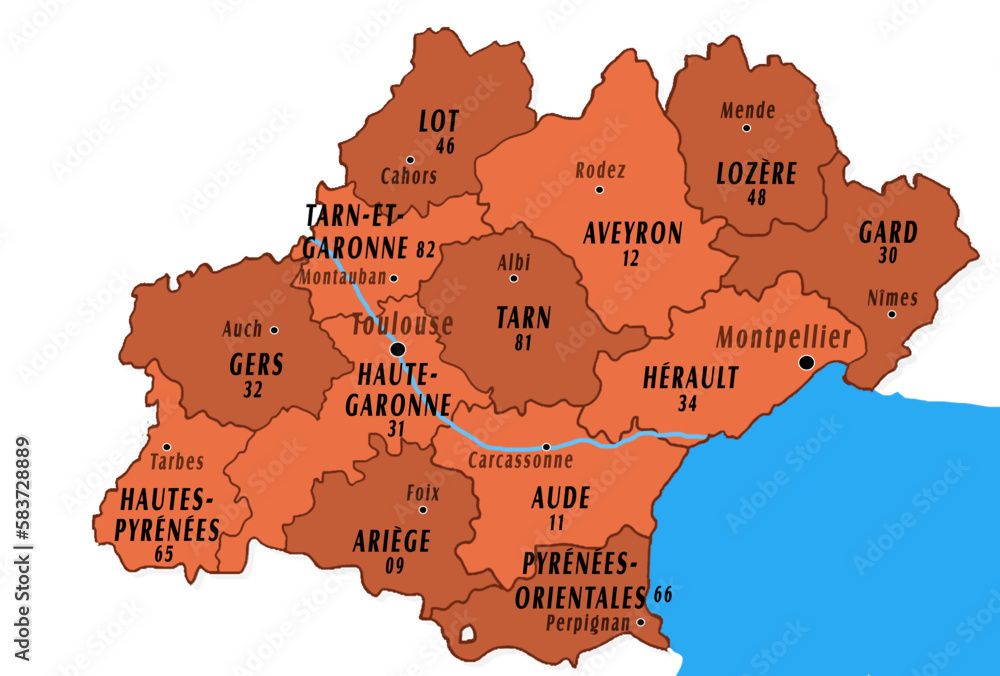 LOT
46
Cahors
Mende
LOZÈRE
48
Rodez
AVEYRON
12
TARN-ET-
GARONNE 82
Montauban
GARD
30
Nîmes
Albi
TARN
81
Auch
GERS
32
Toulouse
HAUTE-
GARONNE
31
Montpellier
HÉRAULT
34
Tarbes
HAUTES-
PYRÉNÉES
65
Carcassonne
AUDE
11
Foix
ARIÈGE
09
PYRÉNÉES-
ORIENTALES 66
Perpignan
Adobe Stock | #583728889